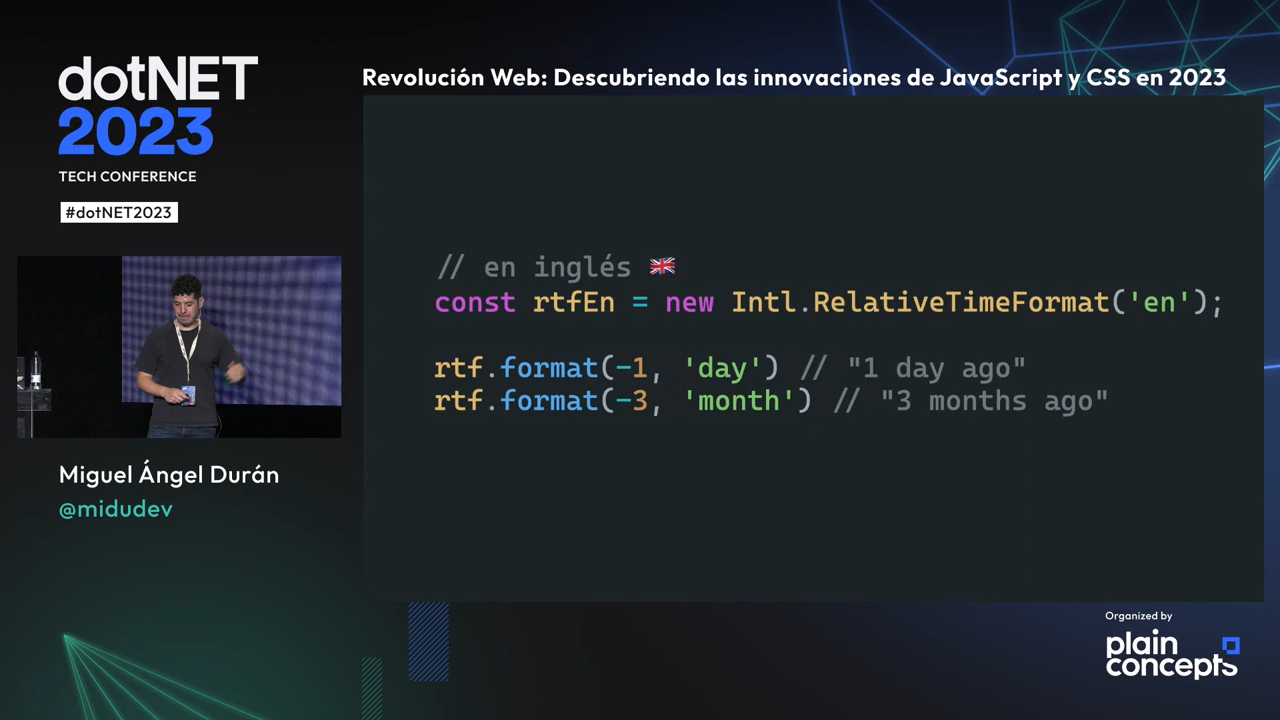 dotNET
2023
TECH CONFERENCE
#dotNET2023
Revolución Web: Descubriendo las innovaciones de JavaScript y CSS en 2023
// en inglés 🇬🇧
const rtfEn = new Intl.RelativeTimeFormat('en');
rtf.format(-1, 'day') // "1 day ago"
rtf.format(-3, 'month') // "3 months ago"
Miguel Ángel Durán
@midudev
Organized by
plain
concepts